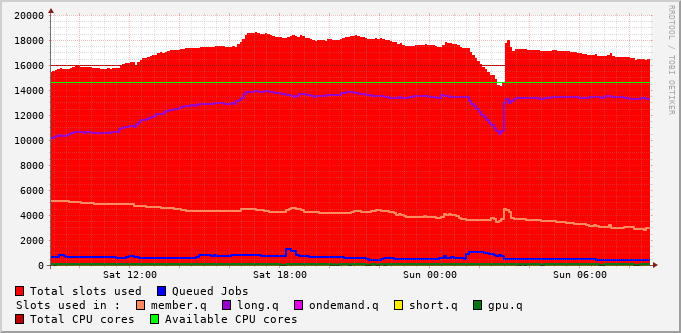 20000
18000
16000
14000
12000
10000
8000
6000
4000
2000
0
Sat 12:00 Sat 18:00 Sun 00:00 Sun 06:00
RRDTOOL / TOBI OETIKER
Total slots used Queued Jobs
Slots used in : member.q long.q ondemand.q short.q gpu.q
Total CPU cores Available CPU cores